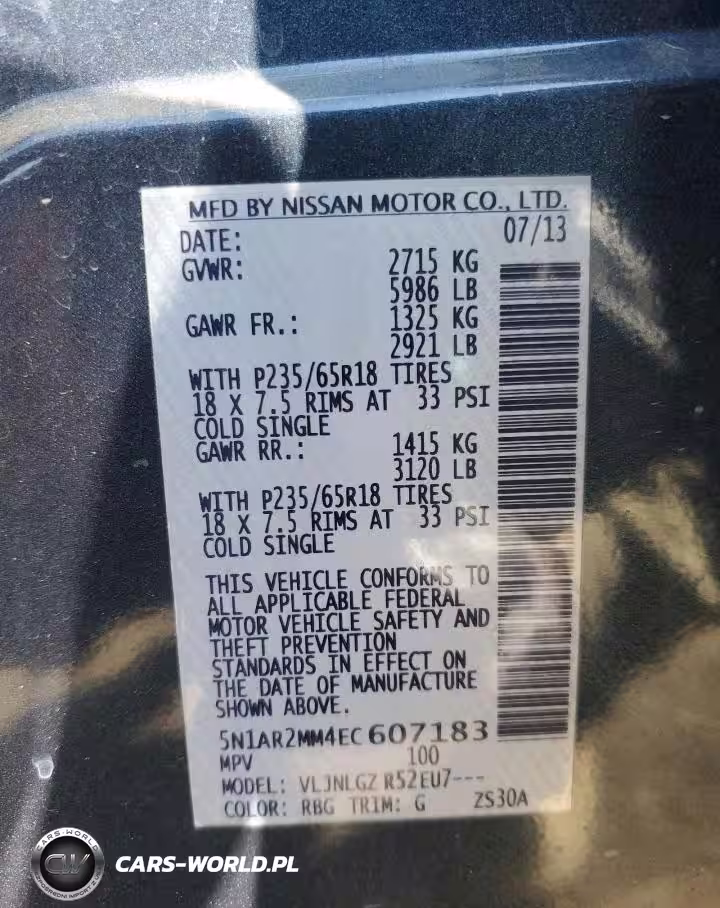 MFD BY NISSAN MOTOR CO., LTD.
DATE: 07/13
GVWR: 2715 KG
5986 LB
GAWR FR.: 1325 KG
2921 LB
WITH P235/65R18 TIRES
18 X 7.5 RIMS AT 33 PSI
COLD SINGLE
GAWR RR.: 1415 KG
3120 LB
WITH P235/65R18 TIRES
18 X 7.5 RIMS AT 33 PSI
COLD SINGLE
THIS VEHICLE CONFORMS TO
ALL APPLICABLE FEDERAL
MOTOR VEHICLE SAFETY AND
THEFT PREVENTION
STANDARDS IN EFFECT ON
THE DATE OF MANUFACTURE
SHOWN ABOVE.
5N1AR2MM4EC607183
MPV 100
MODEL: VLJNLGZ R52EU7---
COLOR: RBG TRIM: G ZS30A
CARS-WORLD
CARS-WORLD.PL